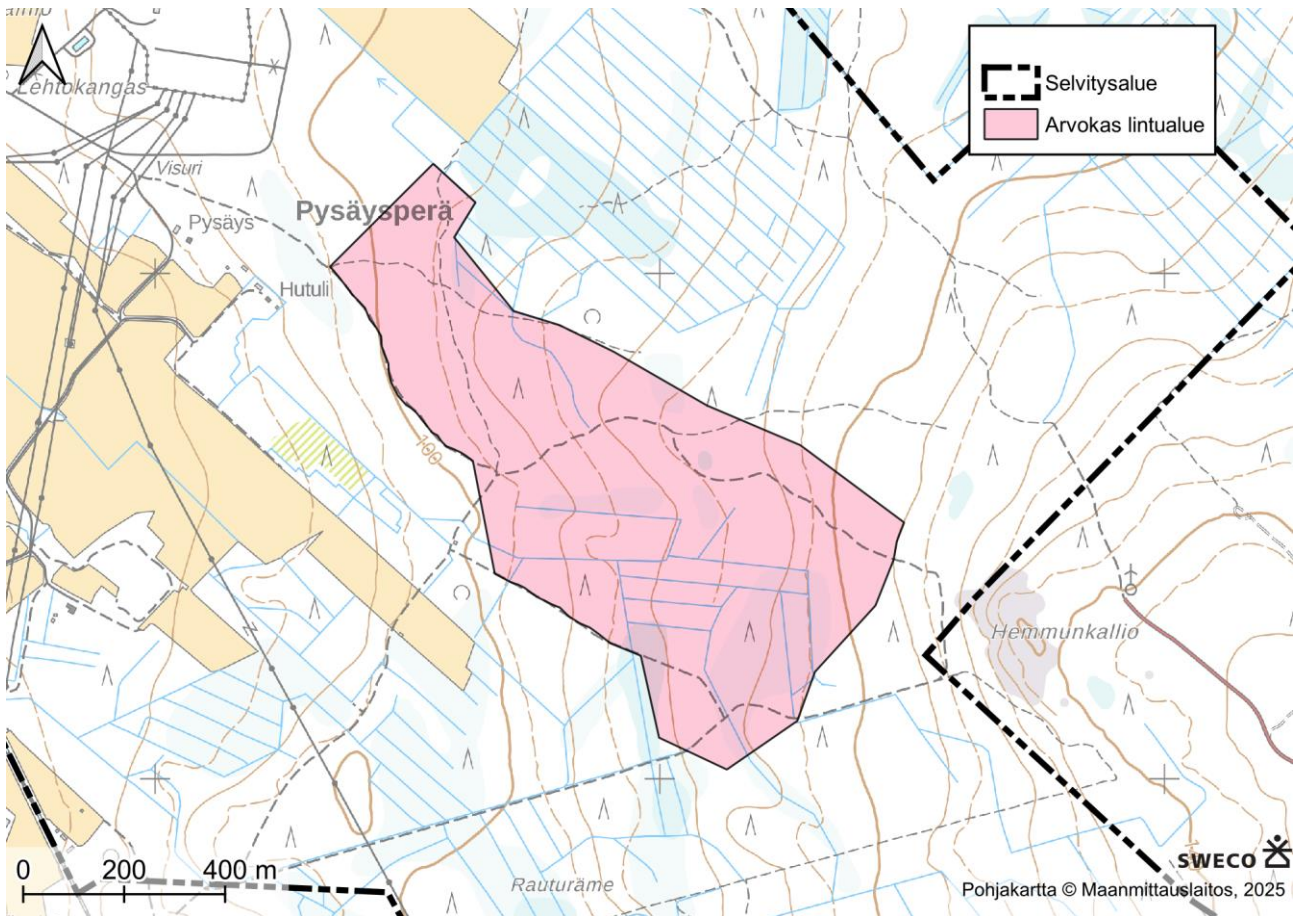 Lehtokangas
Visuri
Pysäysperä
Pysäys
Hutuli
100
Hemmunkallio
Rauturäme
Selvitysalue
Arvokas lintualue
0 200 400 m
SWECO
Pohjakartta © Maanmittauslaitos, 2025